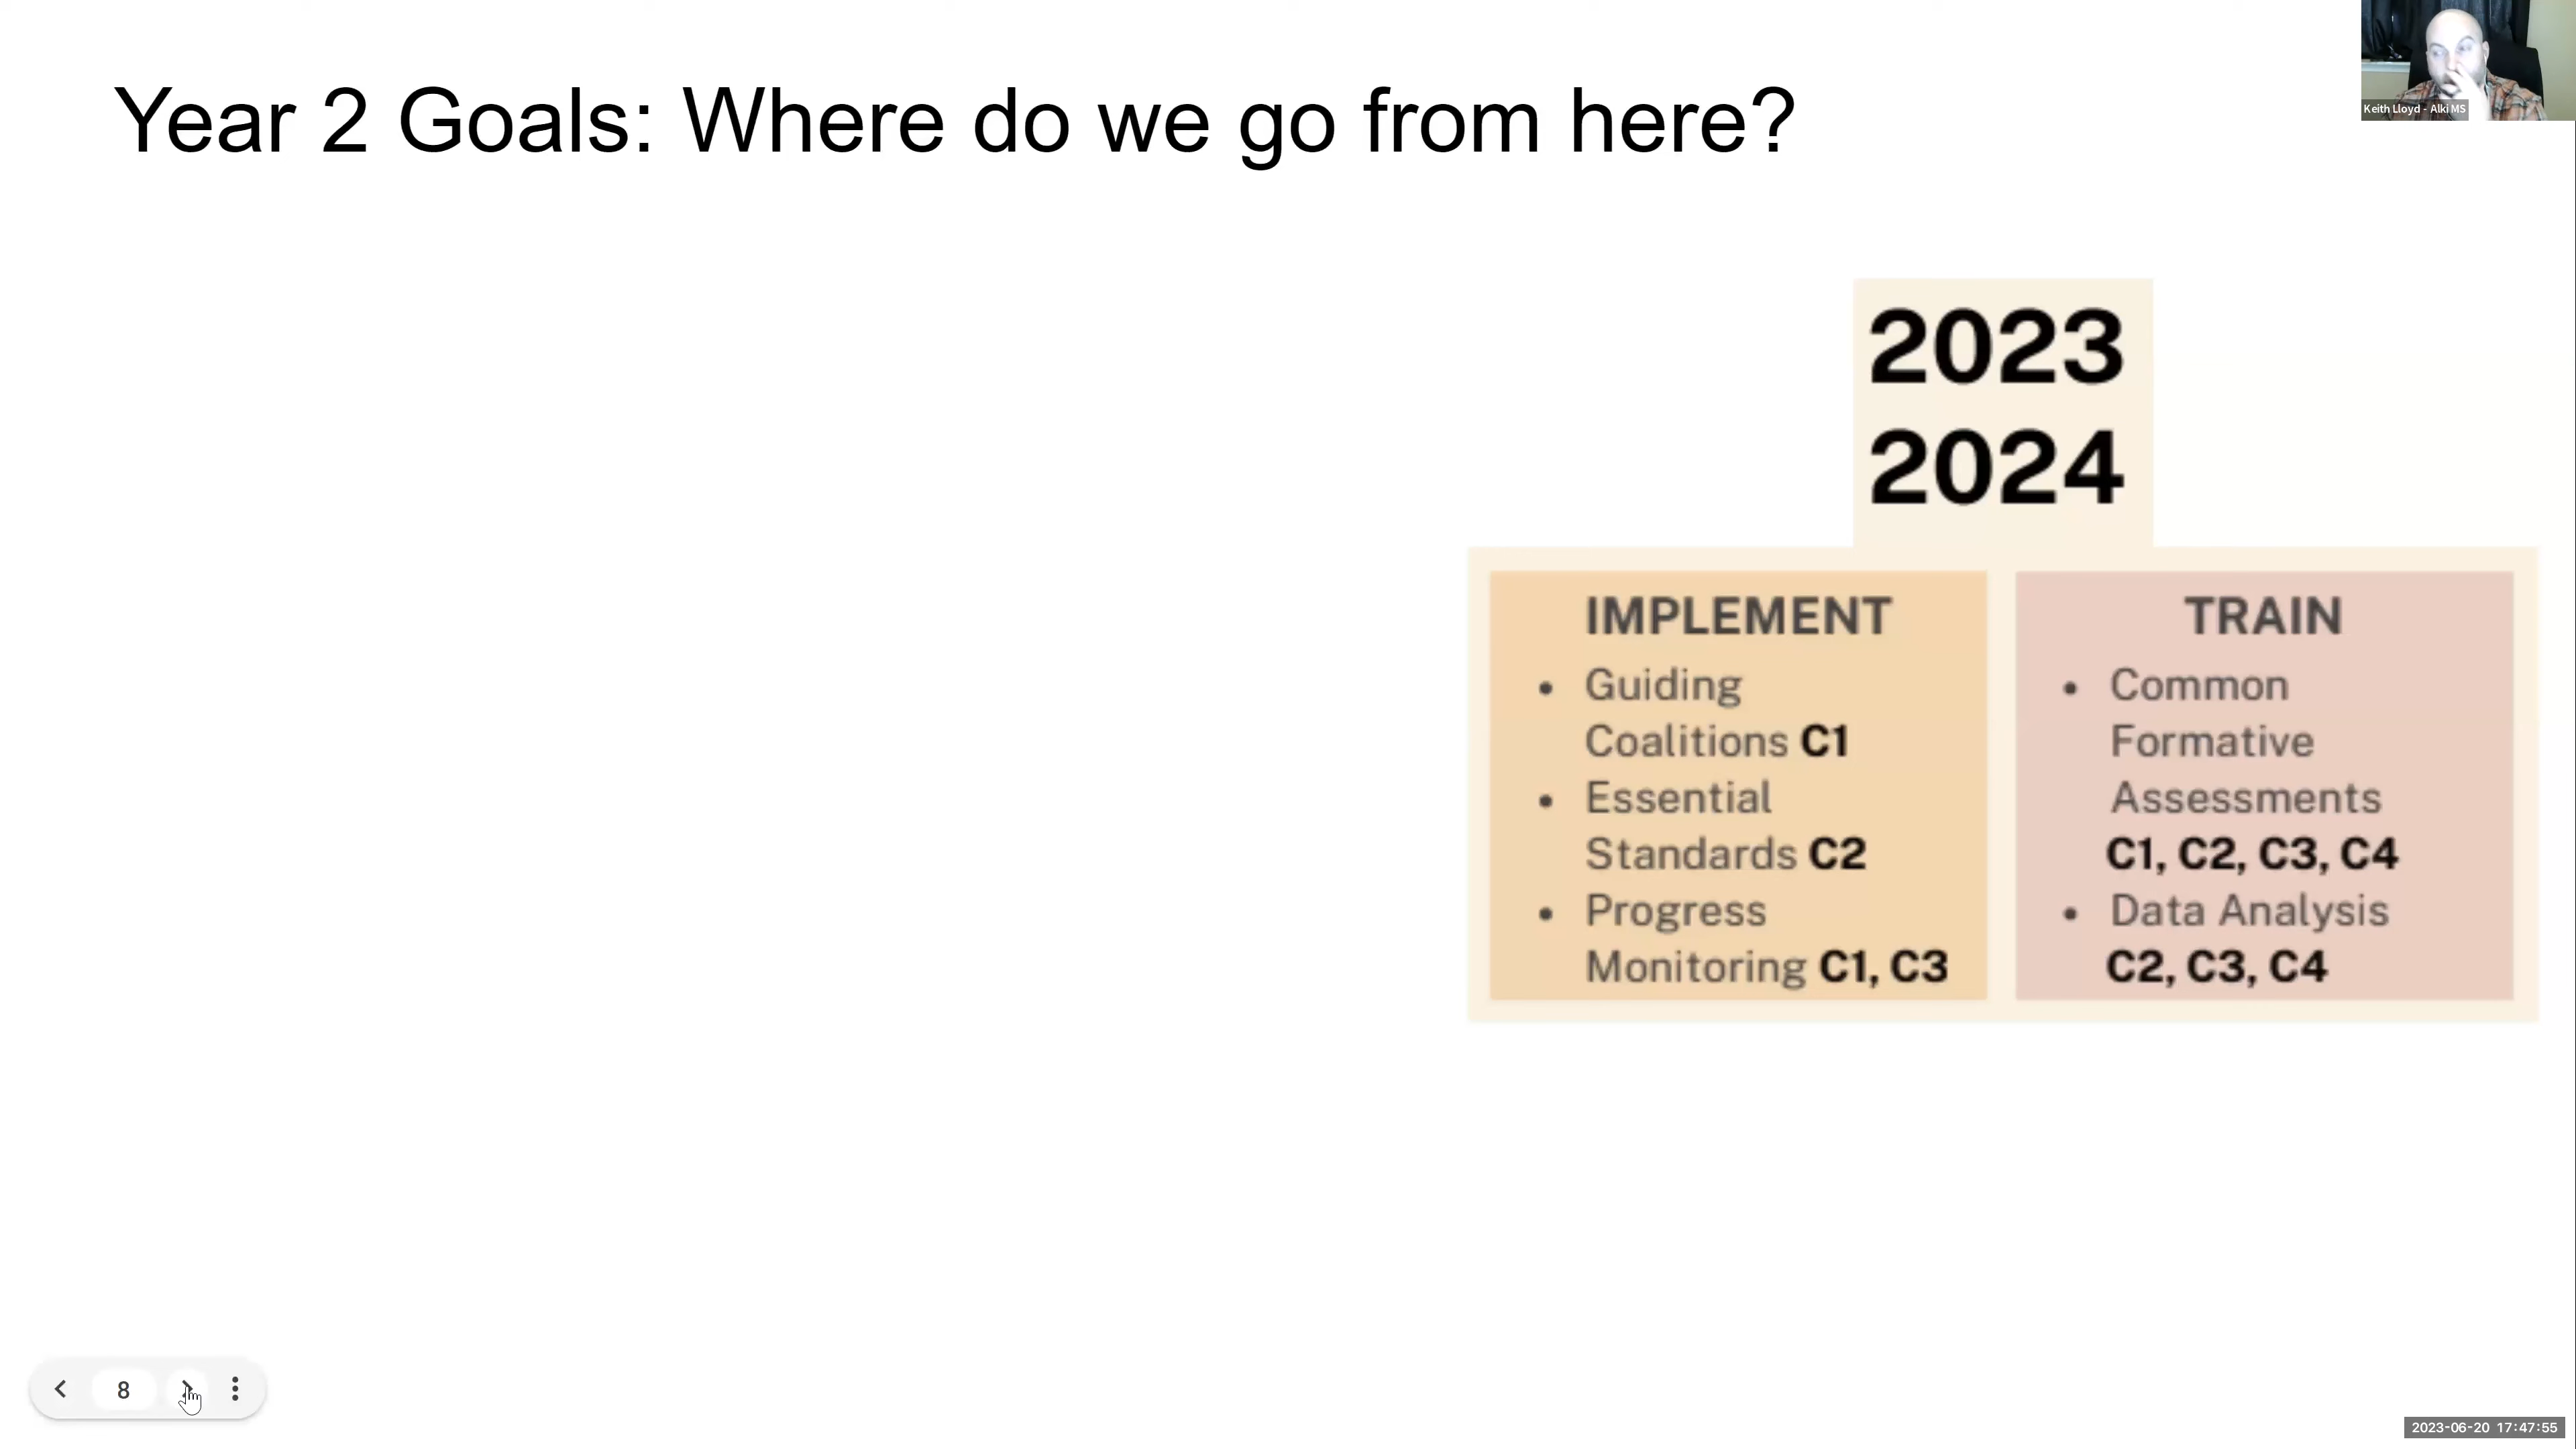 Year 2 Goals: Where do we go from here?
Keith Lloyd - Alki MS
2023
2024
IMPLEMENT
• Guiding
Coalitions C1
• Essential
Standards C2
• Progress
Monitoring C1, C3
TRAIN
• Common
Formative
Assessments
C1, C2, C3, C4
• Data Analysis
C2, C3, C4
8
2023-06-20 17:47:55